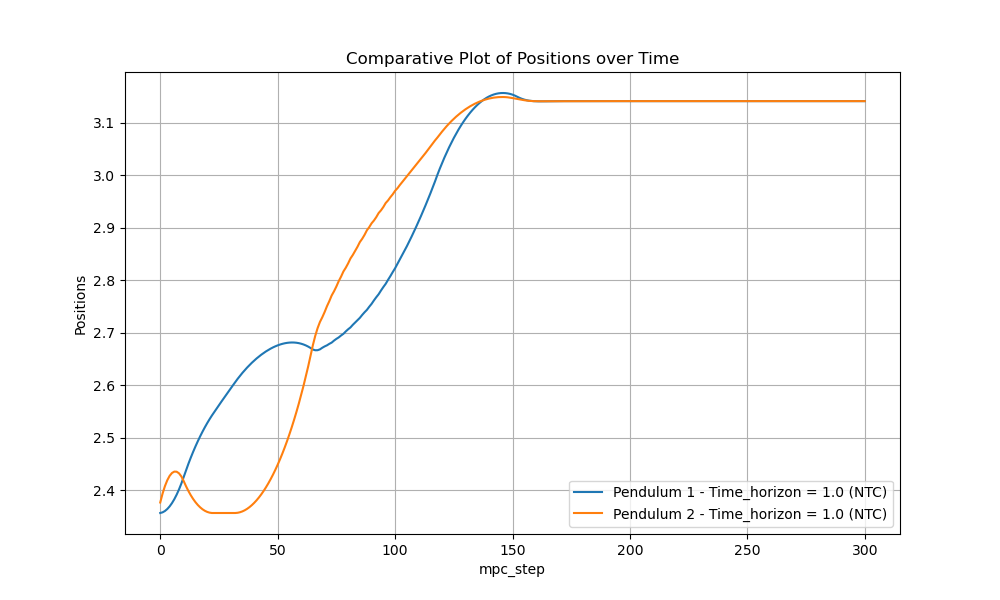 Comparative Plot of Positions over Time
Positions
3.1
3.0
2.9
2.8
2.7
2.6
2.5
2.4
Pendulum 1 - Time_horizon = 1.0 (NTC)
Pendulum 2 - Time_horizon = 1.0 (NTC)
0 50 100 150 200 250 300
mpc_step